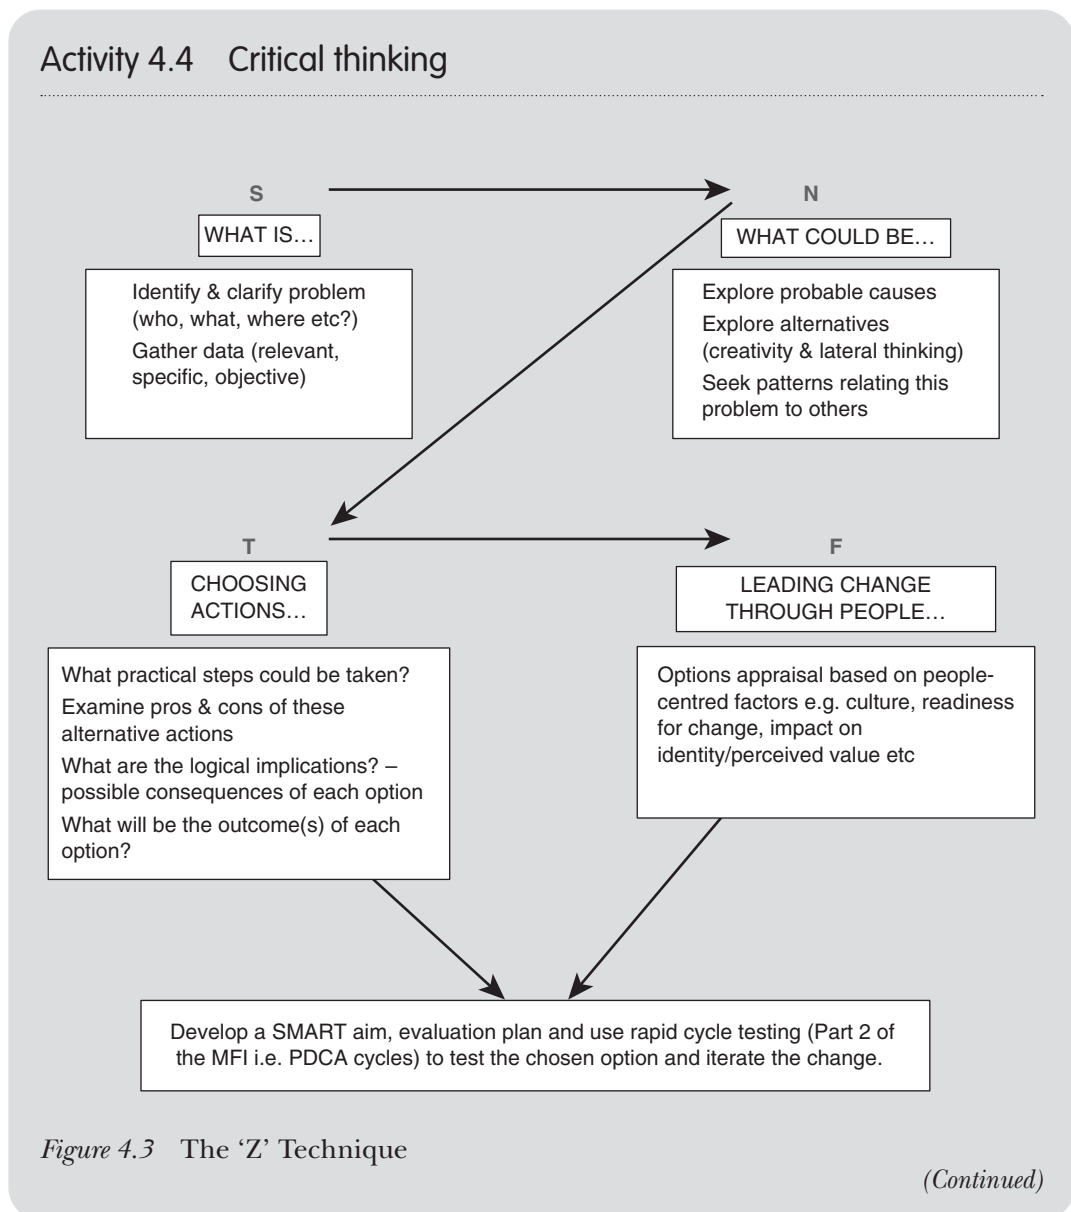 Activity 4.4 Critical thinking
S
WHAT IS…
Identify & clarify problem
(who, what, where etc?)
Gather data (relevant,
specific, objective)
N
WHAT COULD BE…
Explore probable causes
Explore alternatives
(creativity & lateral thinking)
Seek patterns relating this
problem to others
T
CHOOSING
ACTIONS…
What practical steps could be taken?
Examine pros & cons of these
alternative actions
What are the logical implications? –
possible consequences of each option
What will be the outcome(s) of each
option?
F
LEADING CHANGE
THROUGH PEOPLE…
Options appraisal based on people-
centred factors e.g. culture, readiness
for change, impact on
identity/perceived value etc
Develop a SMART aim, evaluation plan and use rapid cycle testing (Part 2 of
the MFI i.e. PDCA cycles) to test the chosen option and iterate the change.
Figure 4.3 The ‘Z’ Technique
(Continued)